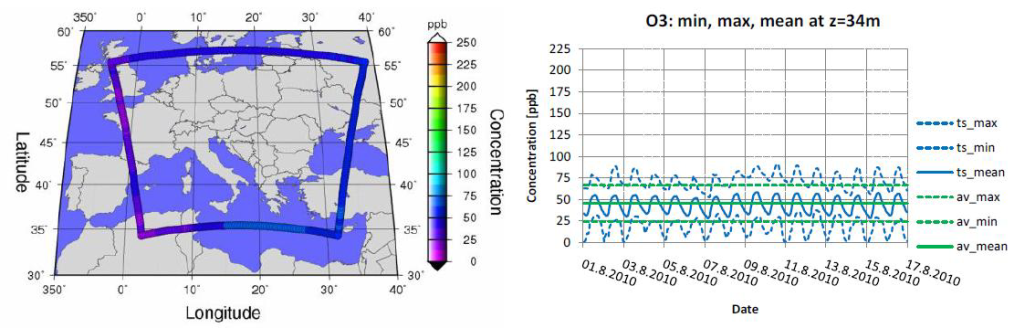 350˚ 0˚ 10˚ 20˚ 30˚ 40˚
60˚ 60˚
55˚ 55˚
50˚ 50˚
45˚ 45˚
40˚ 40˚
35˚ 35˚
30˚ 30˚
350˚ 0˚ 10˚ 20˚ 30˚ 40˚
Latitude
Longitude
ppb
250
225
200
175
150
125
100
75
50
25
0
Concentration
O3: min, max, mean at z=34m
Concentration [ppb]
225
200
175
150
125
100
75
50
25
0
01.8.2010 03.8.2010 05.8.2010 07.8.2010 09.8.2010 11.8.2010 13.8.2010 15.8.2010 17.8.2010
Date
ts_max
ts_min
ts_mean
av_max
av_min
av_mean